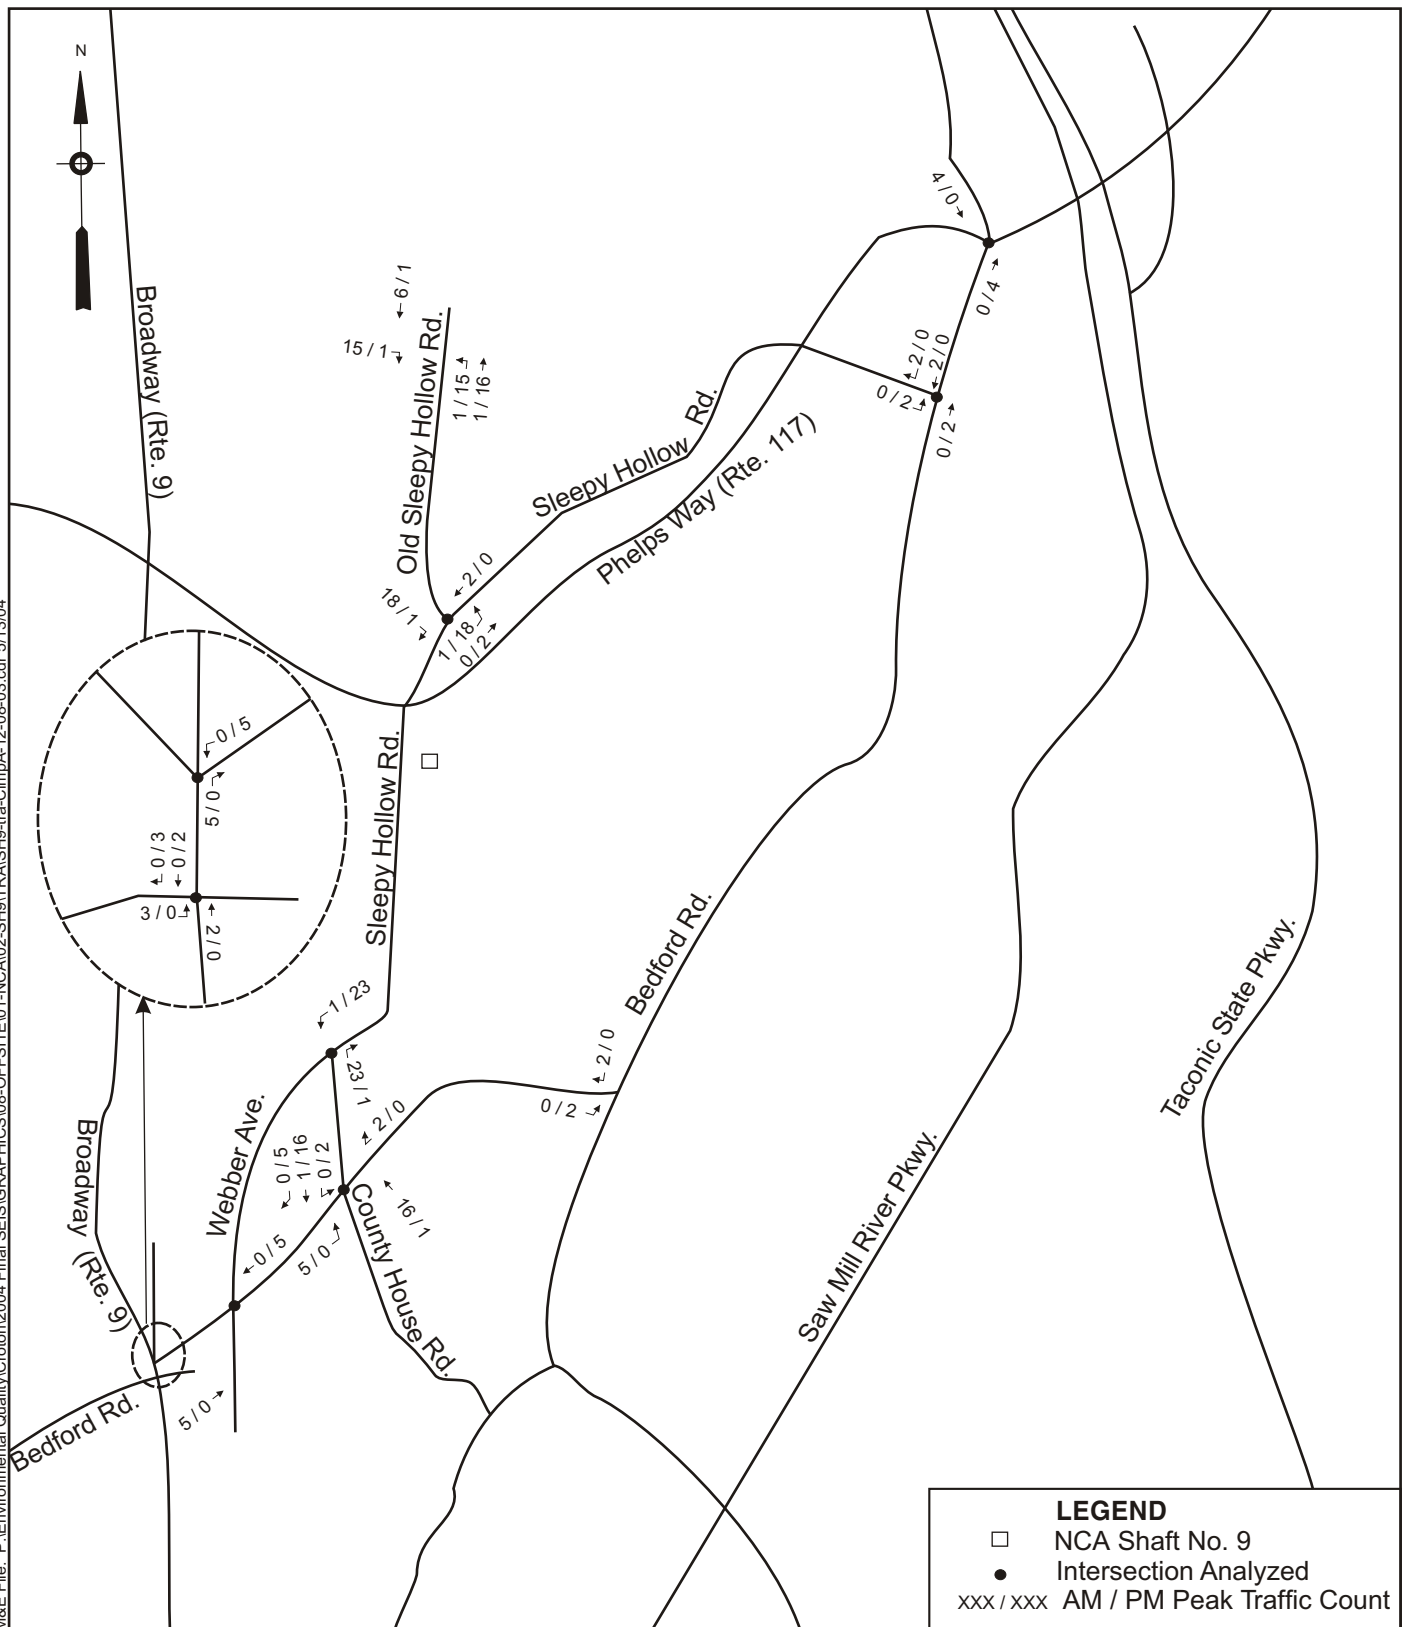 N
Broadway (Rte. 9)
6 / 1
15 / 1
Old Sleepy Hollow Rd.
1 / 15
1 / 16
4 / 0
0 / 4
2 / 0
2 / 0
0 / 2
0 / 2
Sleepy Hollow Rd.
Phelps Way (Rte. 117)
2 / 0
18 / 1
1 / 18
0 / 2
0 / 5
5 / 0
0 / 3
0 / 2
3 / 0
2 / 0
Sleepy Hollow Rd.
1 / 23
23 / 1
Bedford Rd.
2 / 0
0 / 2
Taconic State Pkwy.
Webber Ave.
2 / 0
0 / 5
1 / 16
0 / 2
16 / 1
County House Rd.
0 / 5
5 / 0
Broadway (Rte. 9)
Saw Mill River Pkwy.
5 / 0
Bedford Rd.
LEGEND
NCA Shaft No. 9
Intersection Analyzed
XXX / XXX AM / PM Peak Traffic Count